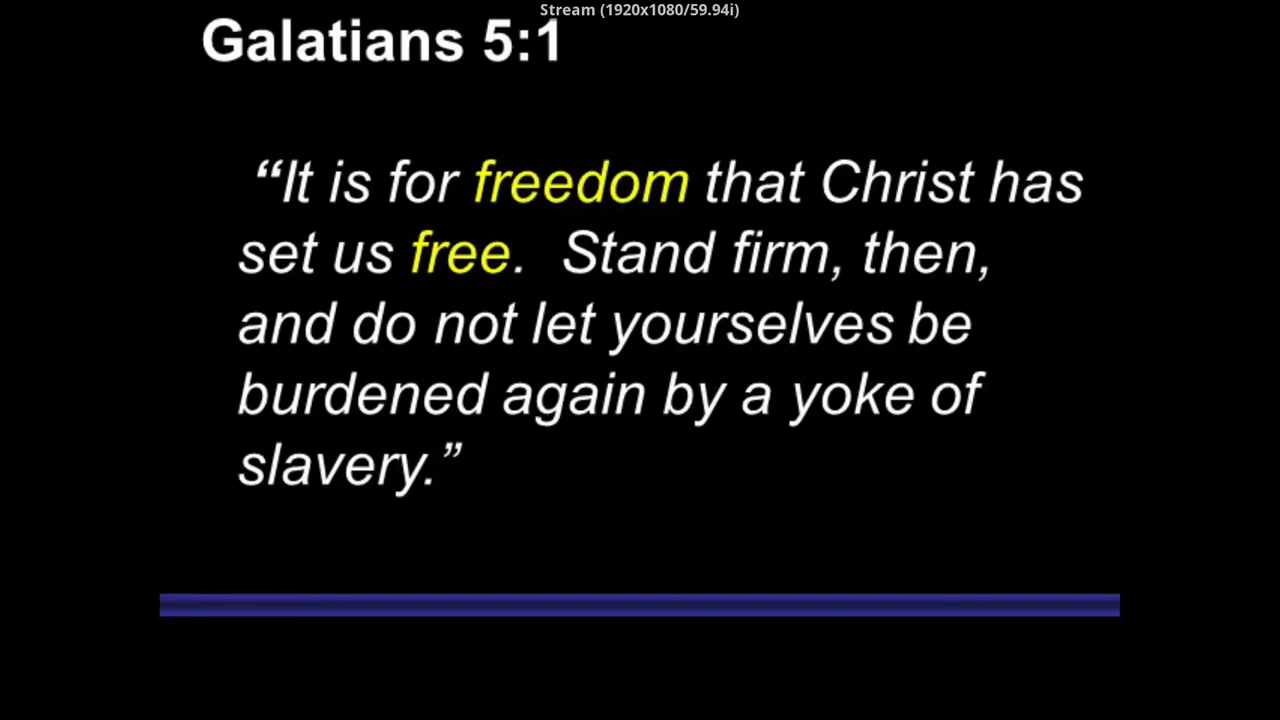 Stream (1920x1080/59.94i)
Galatians 5:1
“It is for freedom that Christ has
set us free.  Stand firm, then,
and do not let yourselves be
burdened again by a yoke of
slavery.”